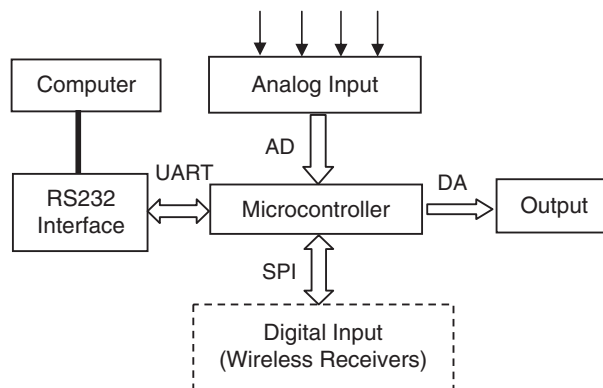 Computer
Analog Input
AD
UART
DA
RS232
Interface
Microcontroller
Output
SPI
Digital Input
(Wireless Receivers)